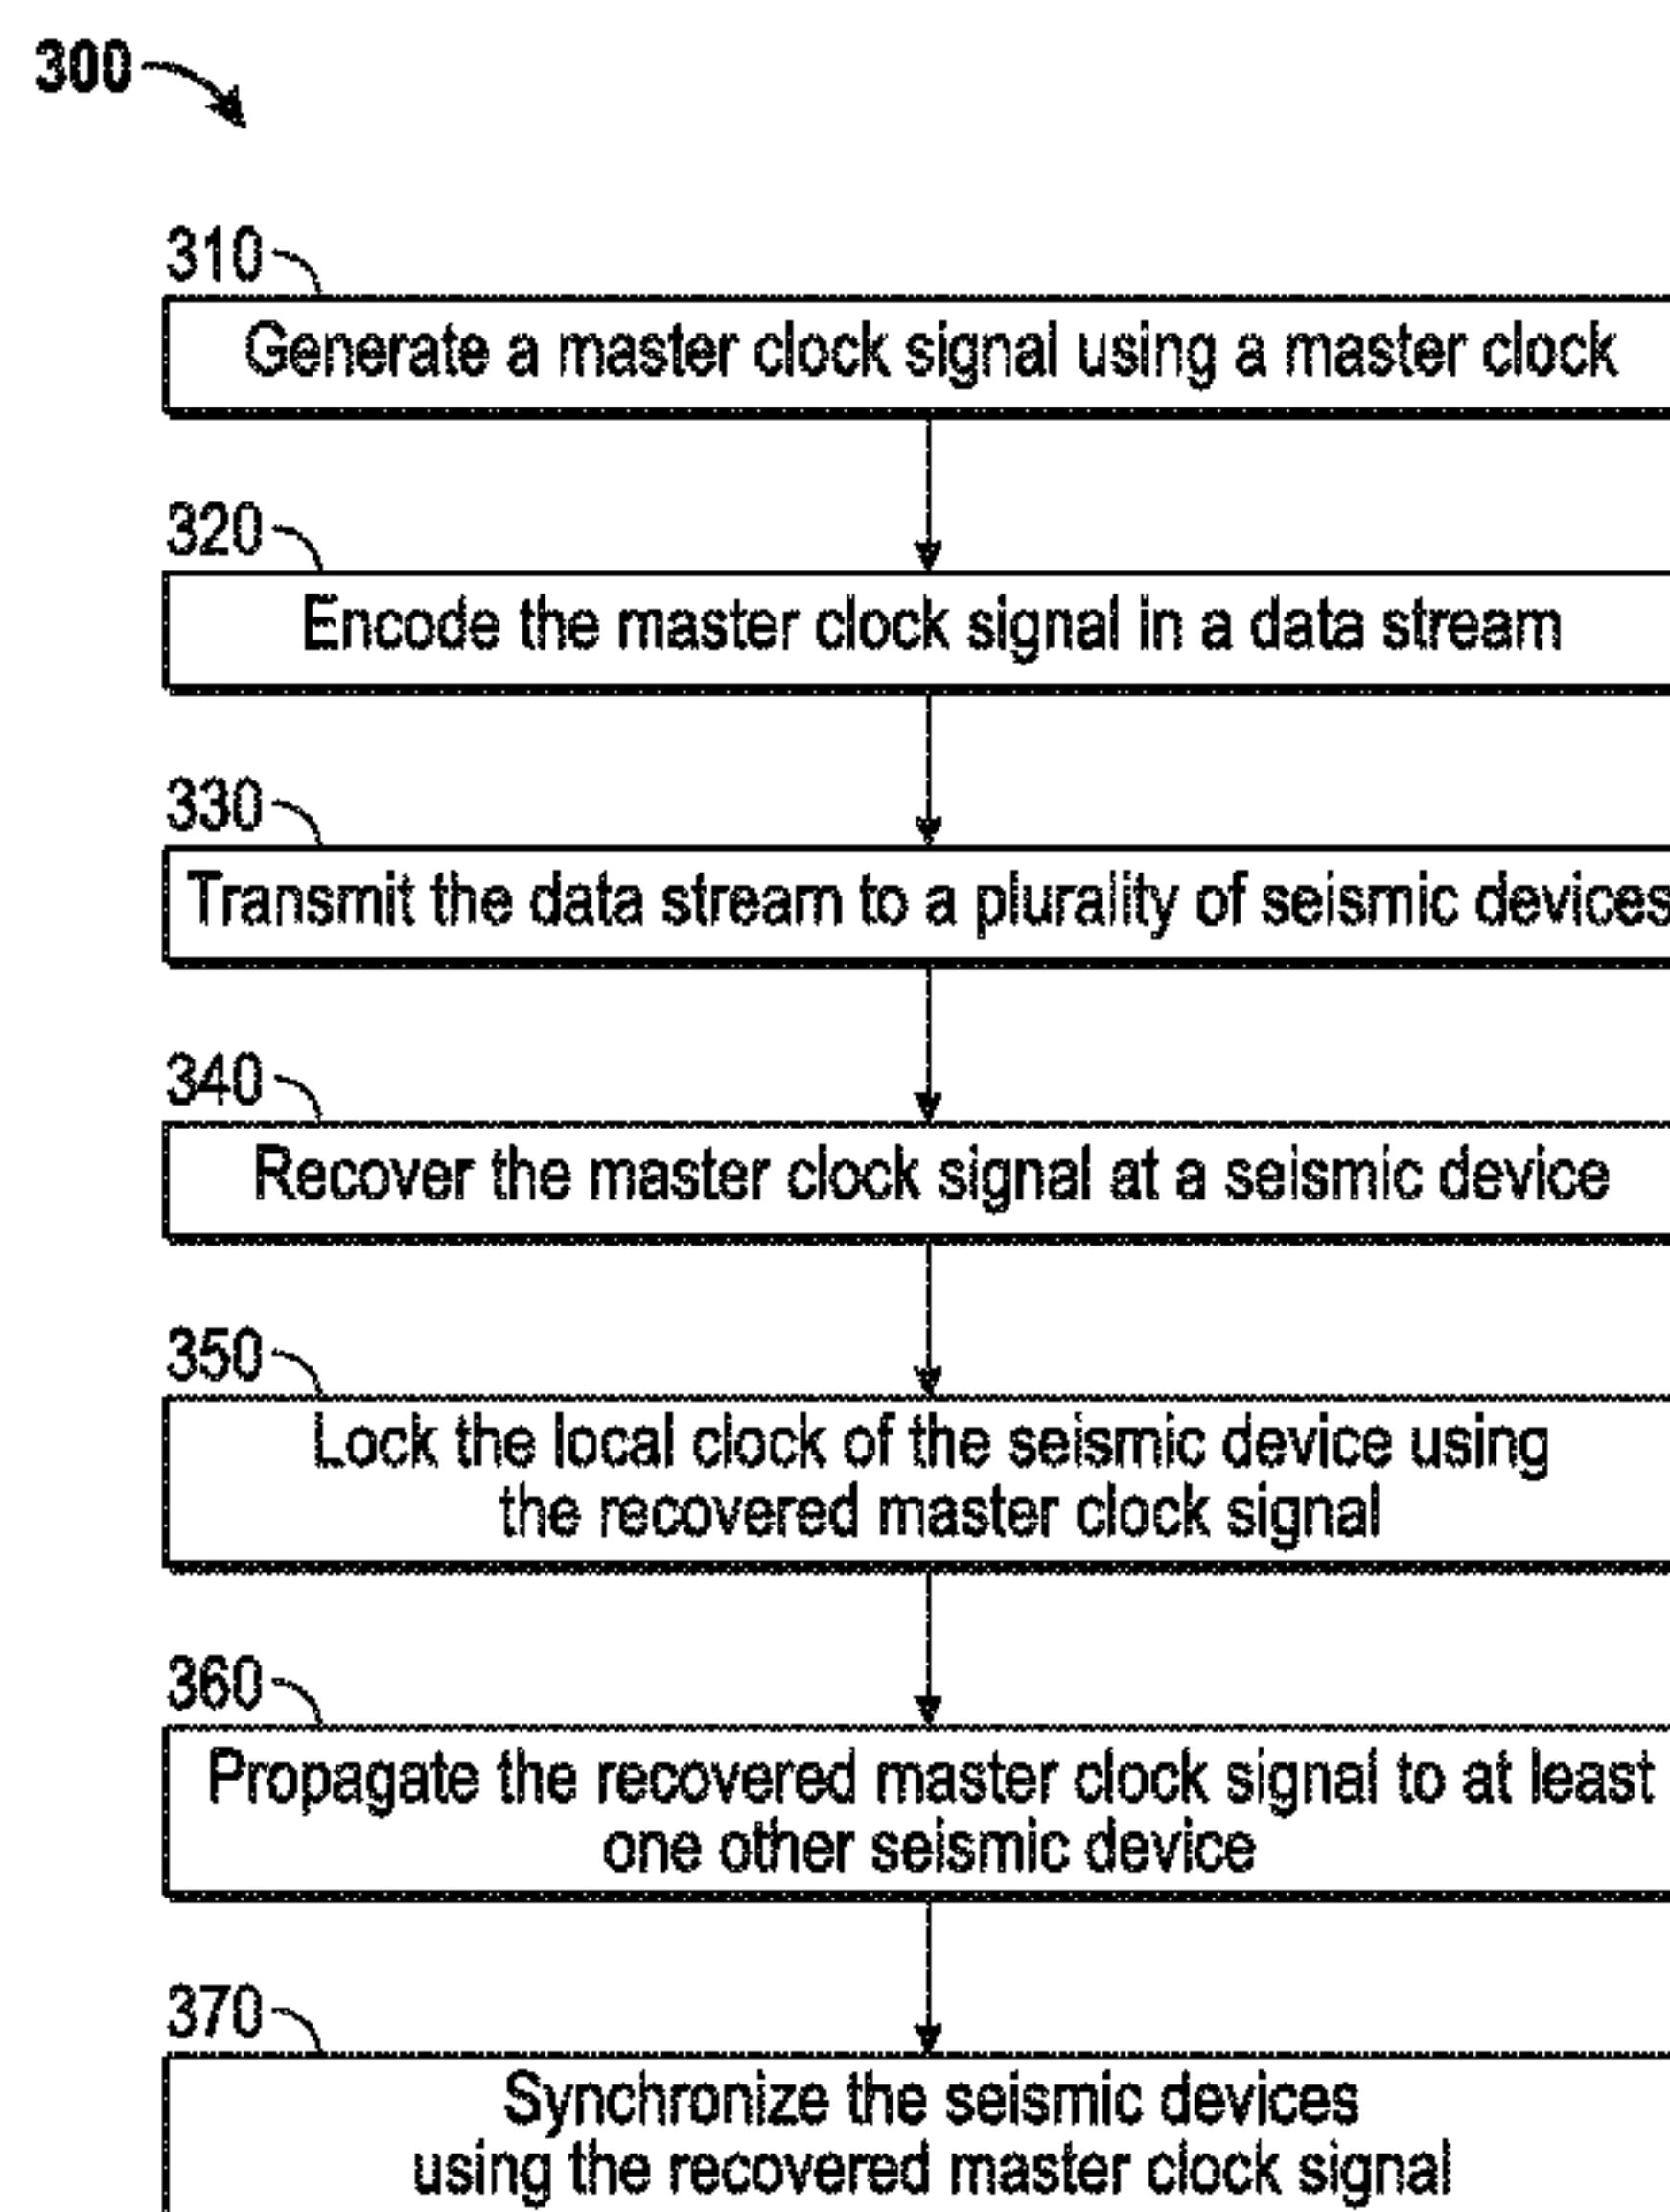 300
310
Generate a master clock signal using a master clock
320
Encode the master clock signal in a data stream
330
Transmit the data stream to a plurality of seismic devices
340
Recover the master clock signal at a seismic device
350
Lock the local clock of the seismic device using
the recovered master clock signal
360
Propagate the recovered master clock signal to at least
one other seismic device
370
Synchronize the seismic devices
using the recovered master clock signal